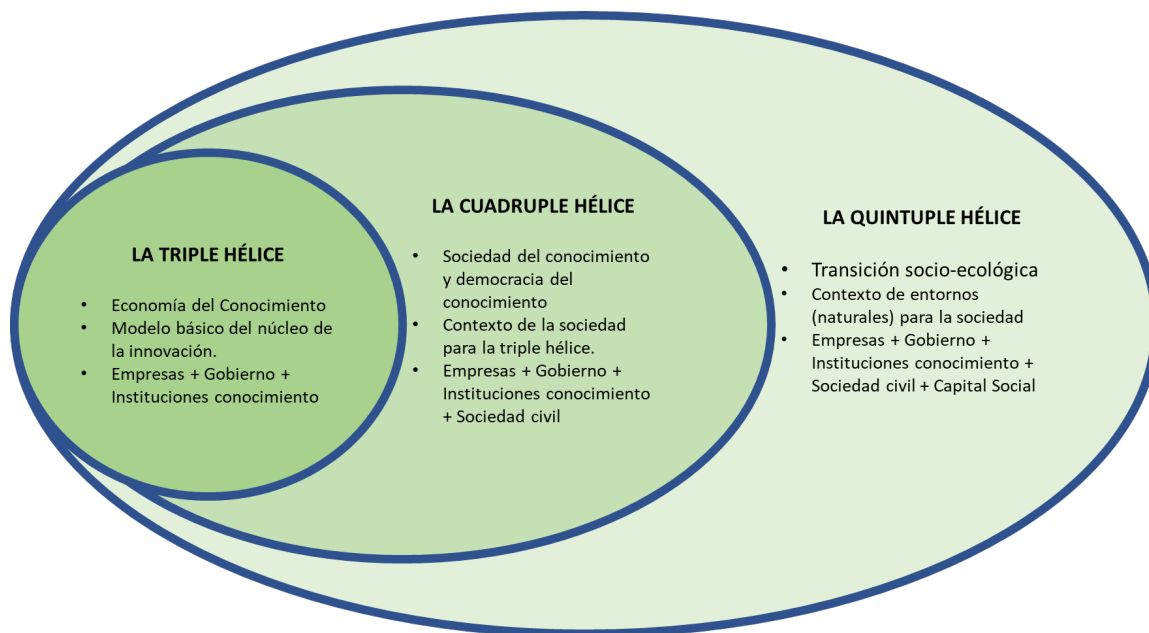 LA TRIPLE HÉLICE
• Economía del Conocimiento
• Modelo básico del núcleo de
la innovación.
• Empresas + Gobierno +
Instituciones conocimiento
LA CUADRUPLE HÉLICE
• Sociedad del conocimiento
y democracia del
conocimiento
• Contexto de la sociedad
para la triple hélice.
• Empresas + Gobierno +
Instituciones conocimiento
+ Sociedad civil
LA QUINTUPLE HÉLICE
• Transición socio-ecológica
• Contexto de entornos
(naturales) para la sociedad
• Empresas + Gobierno +
Instituciones conocimiento +
Sociedad civil + Capital Social